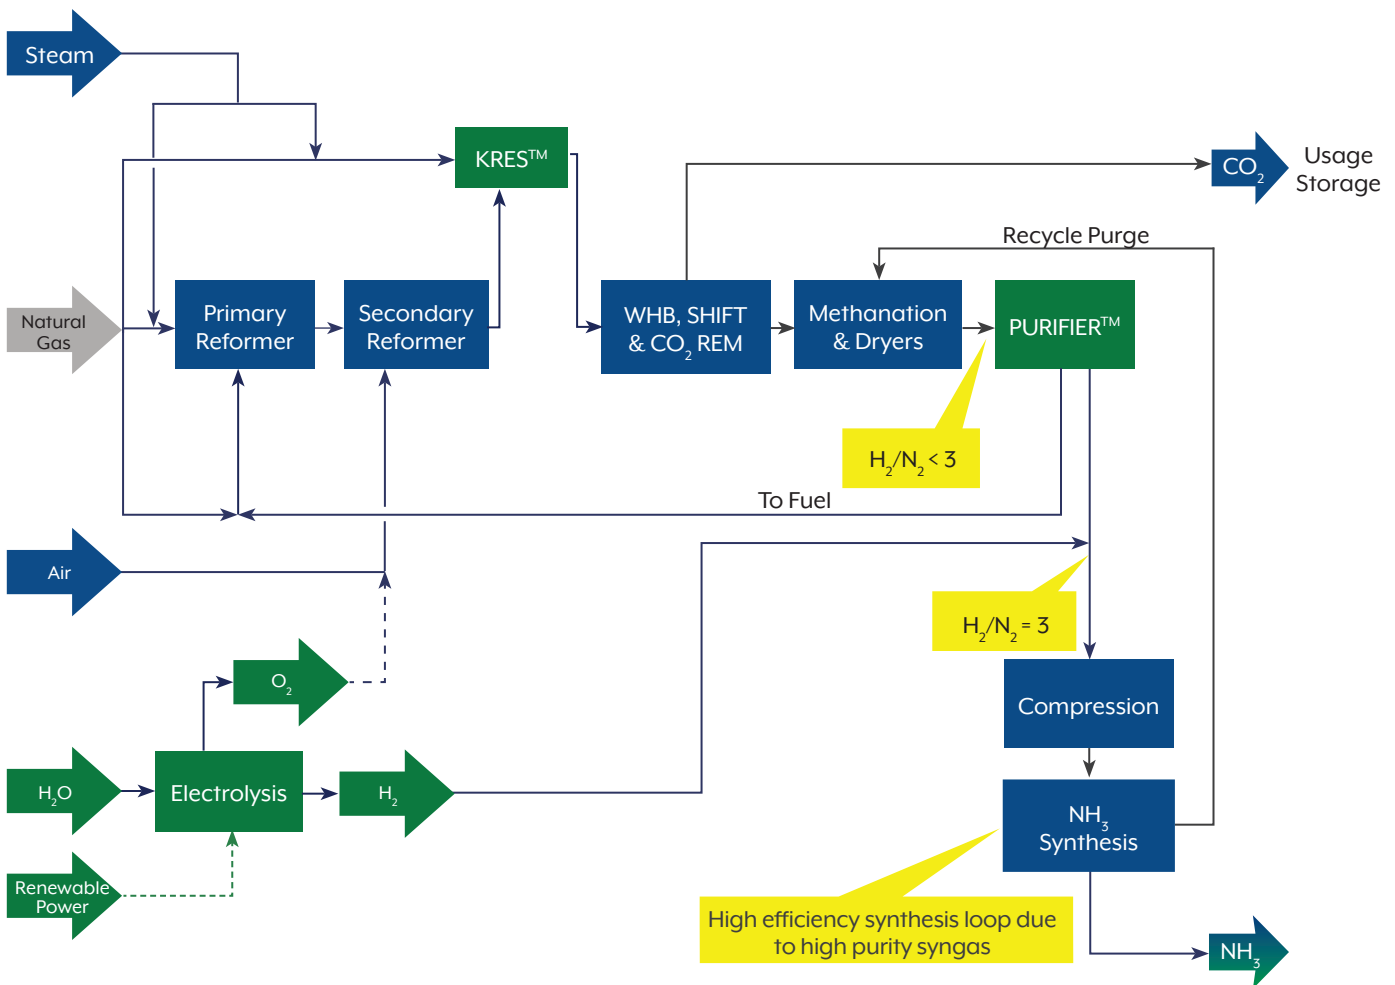 Steam
KRES™
CO₂
Usage
Storage
Recycle Purge
Natural
Gas
Primary
Reformer
Secondary
Reformer
WHB, SHIFT
& CO₂ REM
Methanation
& Dryers
PURIFIER™
H₂/N₂ < 3
To Fuel
Air
H₂/N₂ = 3
O₂
Compression
H₂O
Electrolysis
H₂
NH₃
Synthesis
Renewable
Power
High efficiency synthesis loop due
to high purity syngas
NH₃